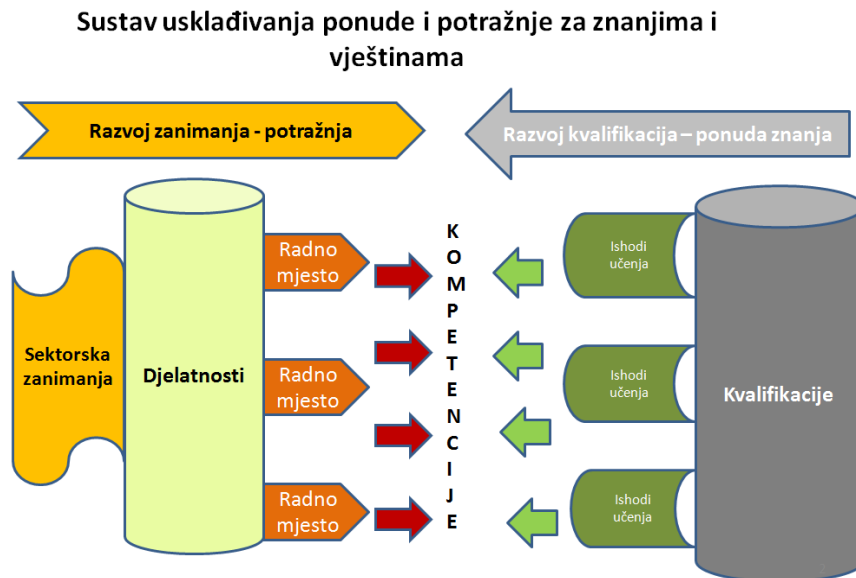 Sustav usklađivanja ponude i potražnje za znanjima i
vještinama
Razvoj zanimanja - potražnja
Razvoj kvalifikacija – ponuda znanja
Sektorska
zanimanja
Djelatnosti
Radno
mjesto
Radno
mjesto
Radno
mjesto
K
O
M
P
E
T
E
N
C
I
J
E
Ishodi
učenja
Ishodi
učenja
Ishodi
učenja
Kvalifikacije
2